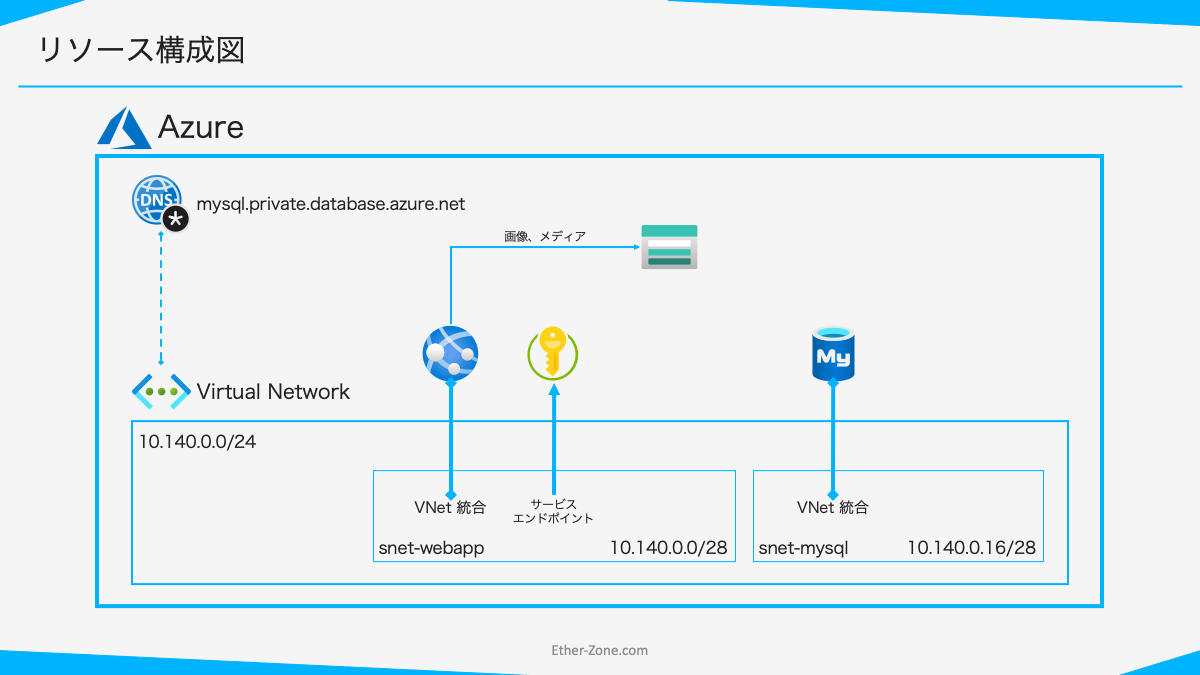 リソース構成図
Azure
DNS
*
mysql.private.database.azure.net
画像、メディア
My
Virtual Network
10.140.0.0/24
VNet 統合
サービス
エンドポイント
snet-webapp
10.140.0.0/28
VNet 統合
snet-mysql
10.140.0.16/28
Ether-Zone.com